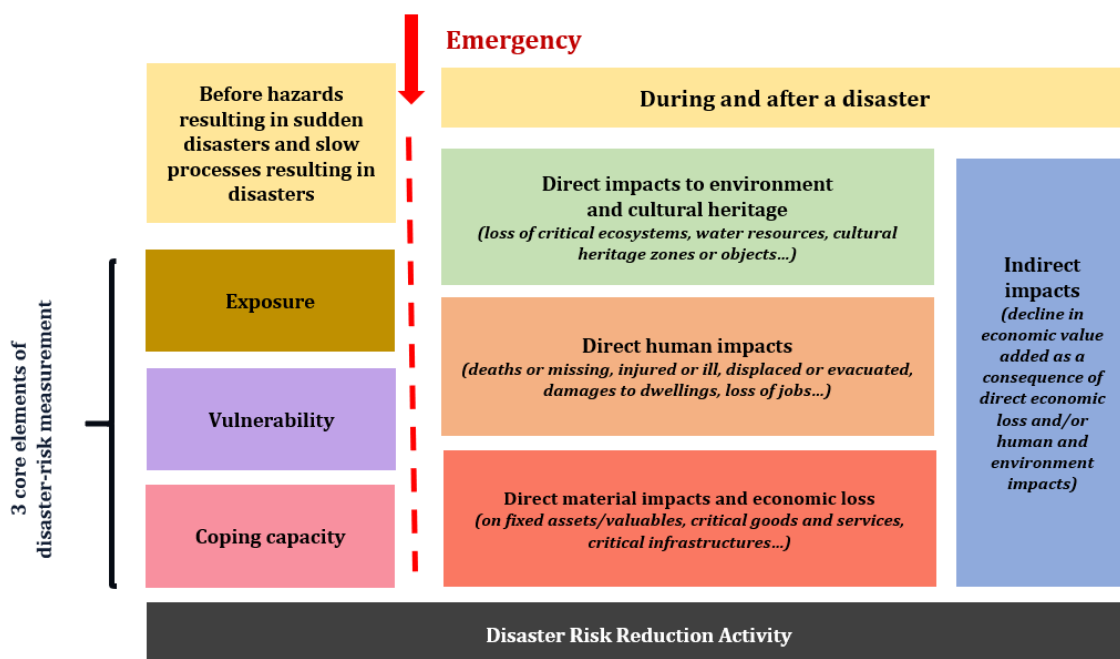 Emergency
Before hazards
resulting in sudden
disasters and slow
processes resulting in
disasters
During and after a disaster
3 core elements of
disaster-risk measurement
Exposure
Vulnerability
Coping capacity
Direct impacts to environment
and cultural heritage
(loss of critical ecosystems, water resources, cultural
heritage zones or objects...)
Direct human impacts
(deaths or missing, injured or ill, displaced or evacuated,
damages to dwellings, loss of jobs...)
Direct material impacts and economic loss
(on fixed assets/valuables, critical goods and services,
critical infrastructures...)
Indirect
impacts
(decline in
economic value
added as a
consequence of
direct economic
loss and/or
human and
environment
impacts)
Disaster Risk Reduction Activity